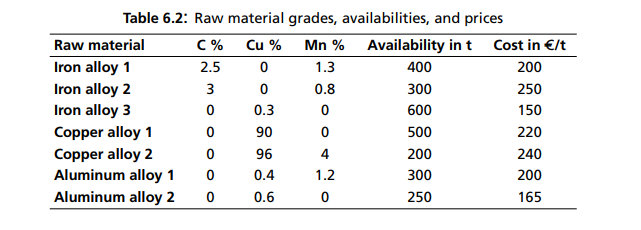 Table 6.2: Raw material grades, availabilities, and prices
Raw material C % Cu % Mn % Availability in t Cost in €/t
Iron alloy 1 2.5 0 1.3 400 200
Iron alloy 2 3 0 0.8 300 250
Iron alloy 3 0 0.3 0 600 150
Copper alloy 1 0 90 0 500 220
Copper alloy 2 0 96 4 200 240
Aluminum alloy 1 0 0.4 1.2 300 200
Aluminum alloy 2 0 0.6 0 250 165